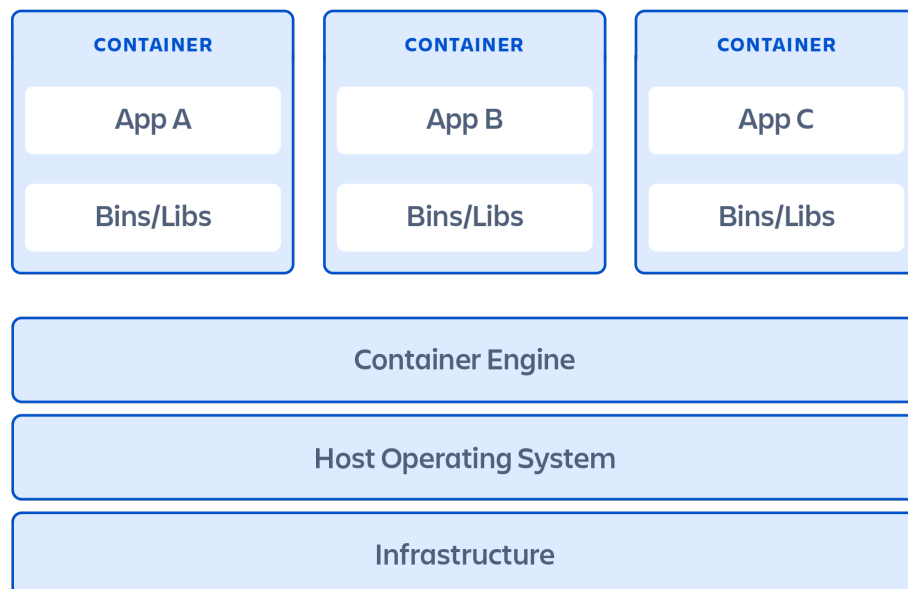 CONTAINER CONTAINER CONTAINER
App A App B App C
Bins/Libs Bins/Libs Bins/Libs
Container Engine
Host Operating System
Infrastructure